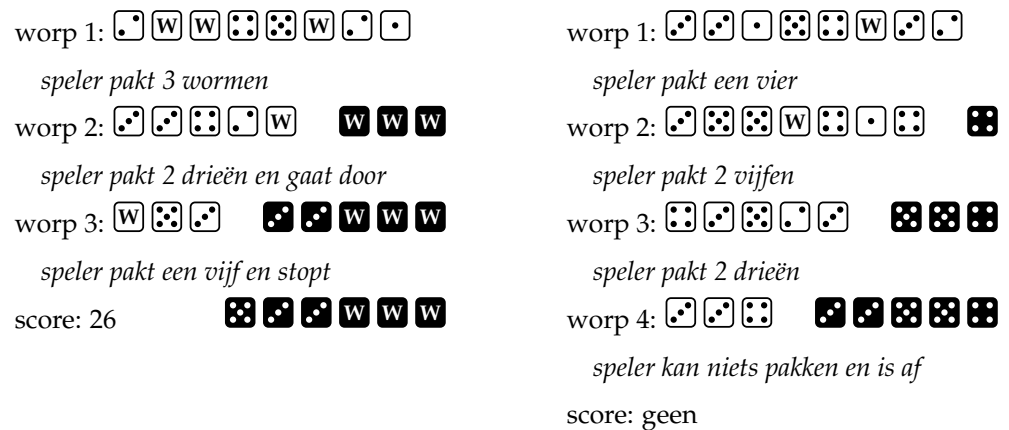 worp 1: W W W
speler pakt 3 wormen
worp 2: W W W W
speler pakt 2 drieën en gaat door
worp 3: W W W W
speler pakt een vijf en stopt
score: 26 W W W
worp 1: W
speler pakt een vier
worp 2: W
speler pakt 2 vijfen
worp 3:
speler pakt 2 drieën
worp 4:
speler kan niets pakken en is af
score: geen